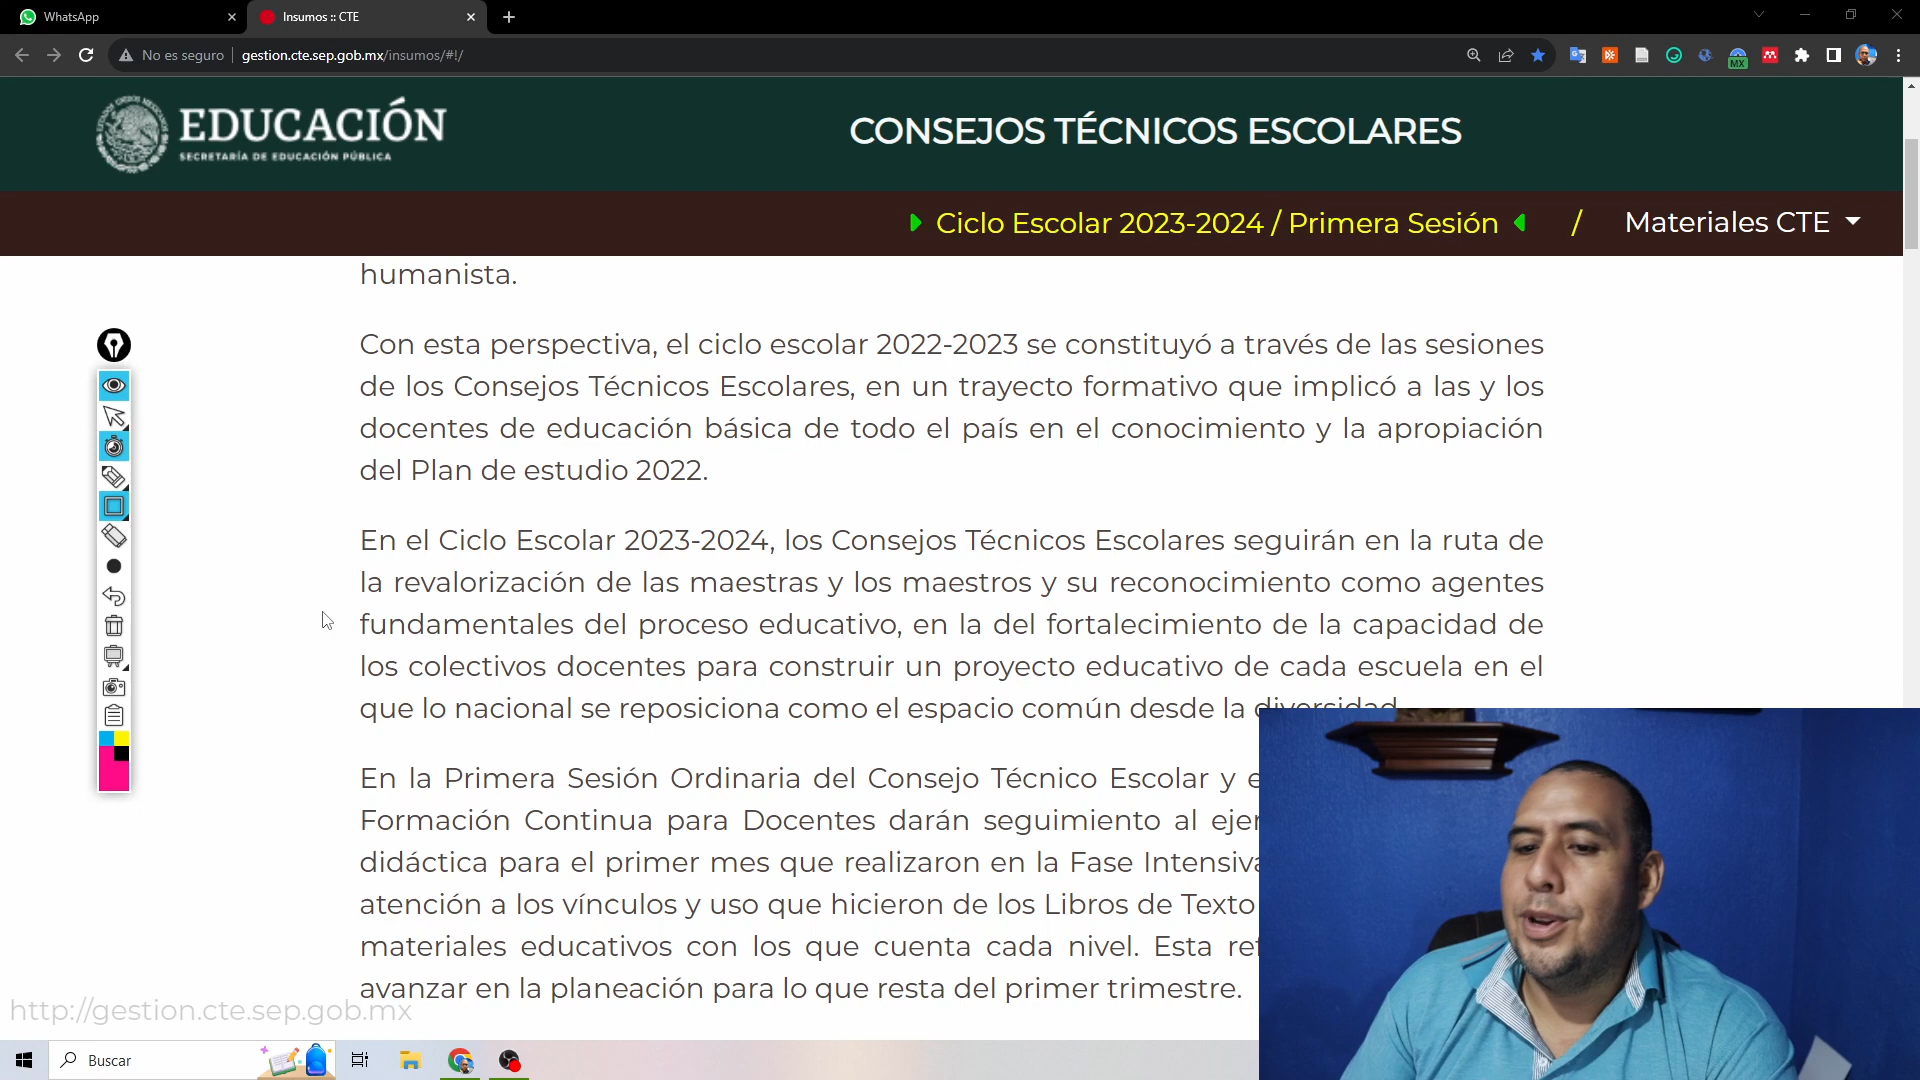 WhatsApp
Insumos :: CTE
No es seguro
gestion.cte.sep.gob.mx/insumos/#!/
MX
EDUCACIÓN
SECRETARÍA DE EDUCACIÓN PÚBLICA
CONSEJOS TÉCNICOS ESCOLARES
Ciclo Escolar 2023-2024 / Primera Sesión
/
Materiales CTE
humanista.
Con esta perspectiva, el ciclo escolar 2022-2023 se constituyó a través de las sesiones
de los Consejos Técnicos Escolares, en un trayecto formativo que implicó a las y los
docentes de educación básica de todo el país en el conocimiento y la apropiación
del Plan de estudio 2022.
En el Ciclo Escolar 2023-2024, los Consejos Técnicos Escolares seguirán en la ruta de
la revalorización de las maestras y los maestros y su reconocimiento como agentes
fundamentales del proceso educativo, en la del fortalecimiento de la capacidad de
los colectivos docentes para construir un proyecto educativo de cada escuela en el
que lo nacional se reposiciona como el espacio común desde la diversidad
En la Primera Sesión Ordinaria del Consejo Técnico Escolar y e
Formación Continua para Docentes darán seguimiento al ejer
didáctica para el primer mes que realizaron en la Fase Intensiva
atención a los vínculos y uso que hicieron de los Libros de Texto
materiales educativos con los que cuenta cada nivel. Esta ref
avanzar en la planeación para lo que resta del primer trimestre.
http://gestion.cte.sep.gob.mx
Buscar